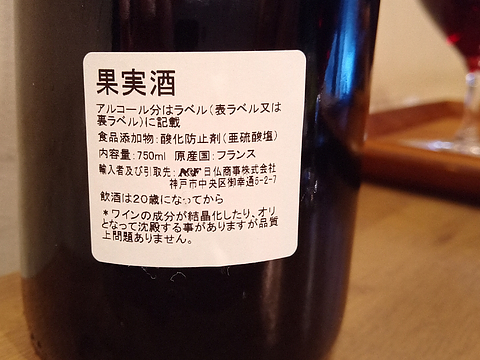 果実酒
アルコール分はラベル(表ラベル又は
裏ラベル)に記載
食品添加物:酸化防止剤(亜硫酸塩)
内容量:750ml 原産国:フランス
輸入者及び引取先:NF日仏商事株式会社
神戸市中央区御幸通5-2-7
飲酒は20歳になってから
*ワインの成分が結晶化したり、オリ
となって沈殿する事がありますが品質
上問題ありません。